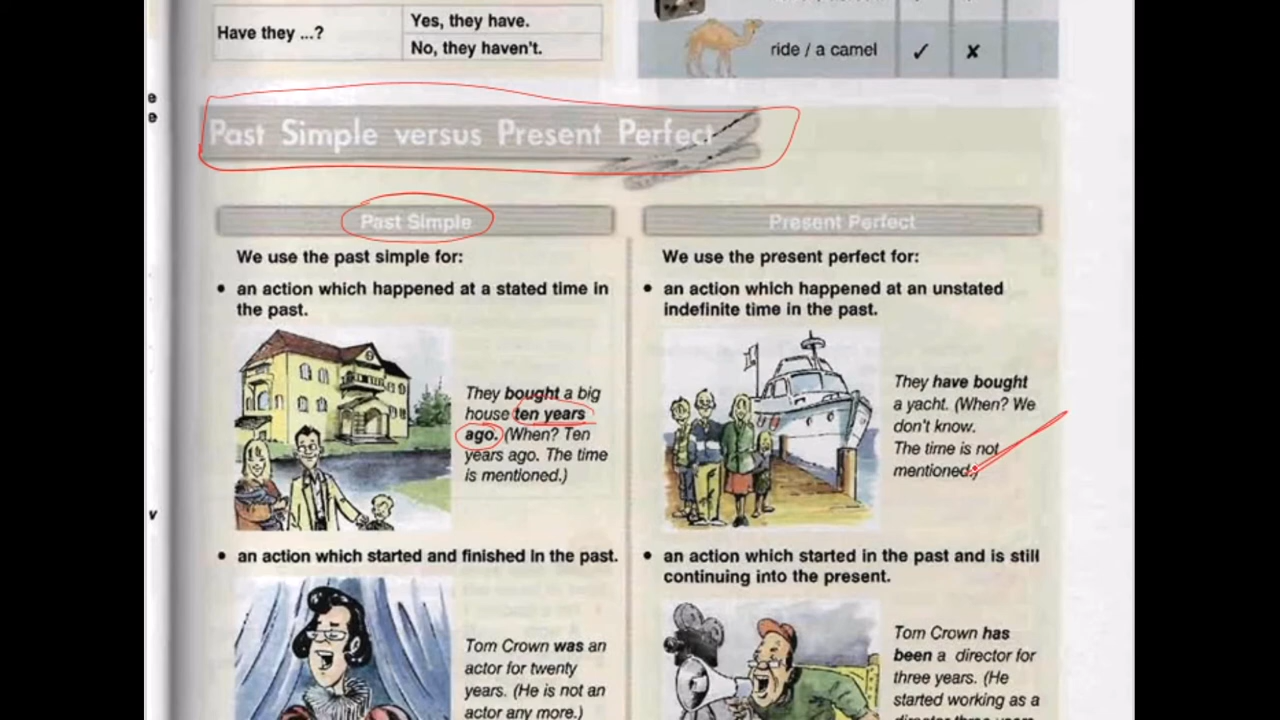 Have they ...?
Yes, they have.
No, they haven't.
ride / a camel
e
e
Past Simple versus Present Perfect
Past Simple
We use the past simple for:
• an action which happened at a stated time in
the past.
They bought a big
house ten years
ago. (When? Ten
years ago. The time
is mentioned.)
• an action which started and finished in the past.
Tom Crown was an
actor for twenty
years. (He is not an
actor any more.)
Present Perfect
We use the present perfect for:
• an action which happened at an unstated
indefinite time in the past.
They have bought
a yacht. (When? We
don't know.
The time is not
mentioned.)
• an action which started in the past and is still
continuing into the present.
Tom Crown has
been a director for
three years. (He
started working as a
director three years
v